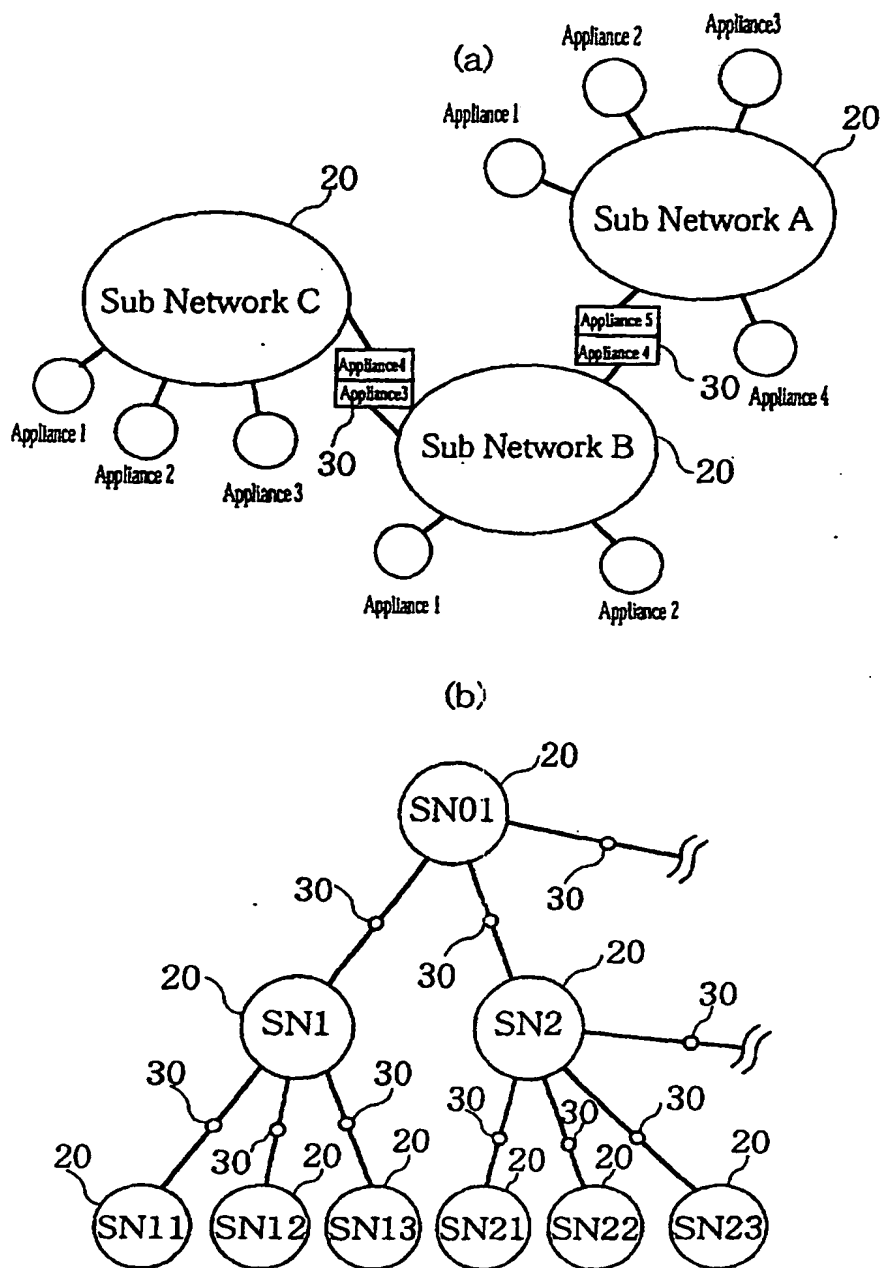 (a)
Appliance 2
Appliance3
Appliance 1
20
20
Sub Network A
Sub Network C
Appliance 5
Appliance 4
30
Appliance4
Appliance3
30
Appliance 4
Appliance 1
Appliance 2
Appliance 3
Sub Network B
20
Appliance 1
Appliance 2
(b)
20
SN01
30
30
30
20
20
SN1
SN2
30
30
30
30
30
30
30
20
20
20
20
20
20
SN11
SN12
SN13
SN21
SN22
SN23